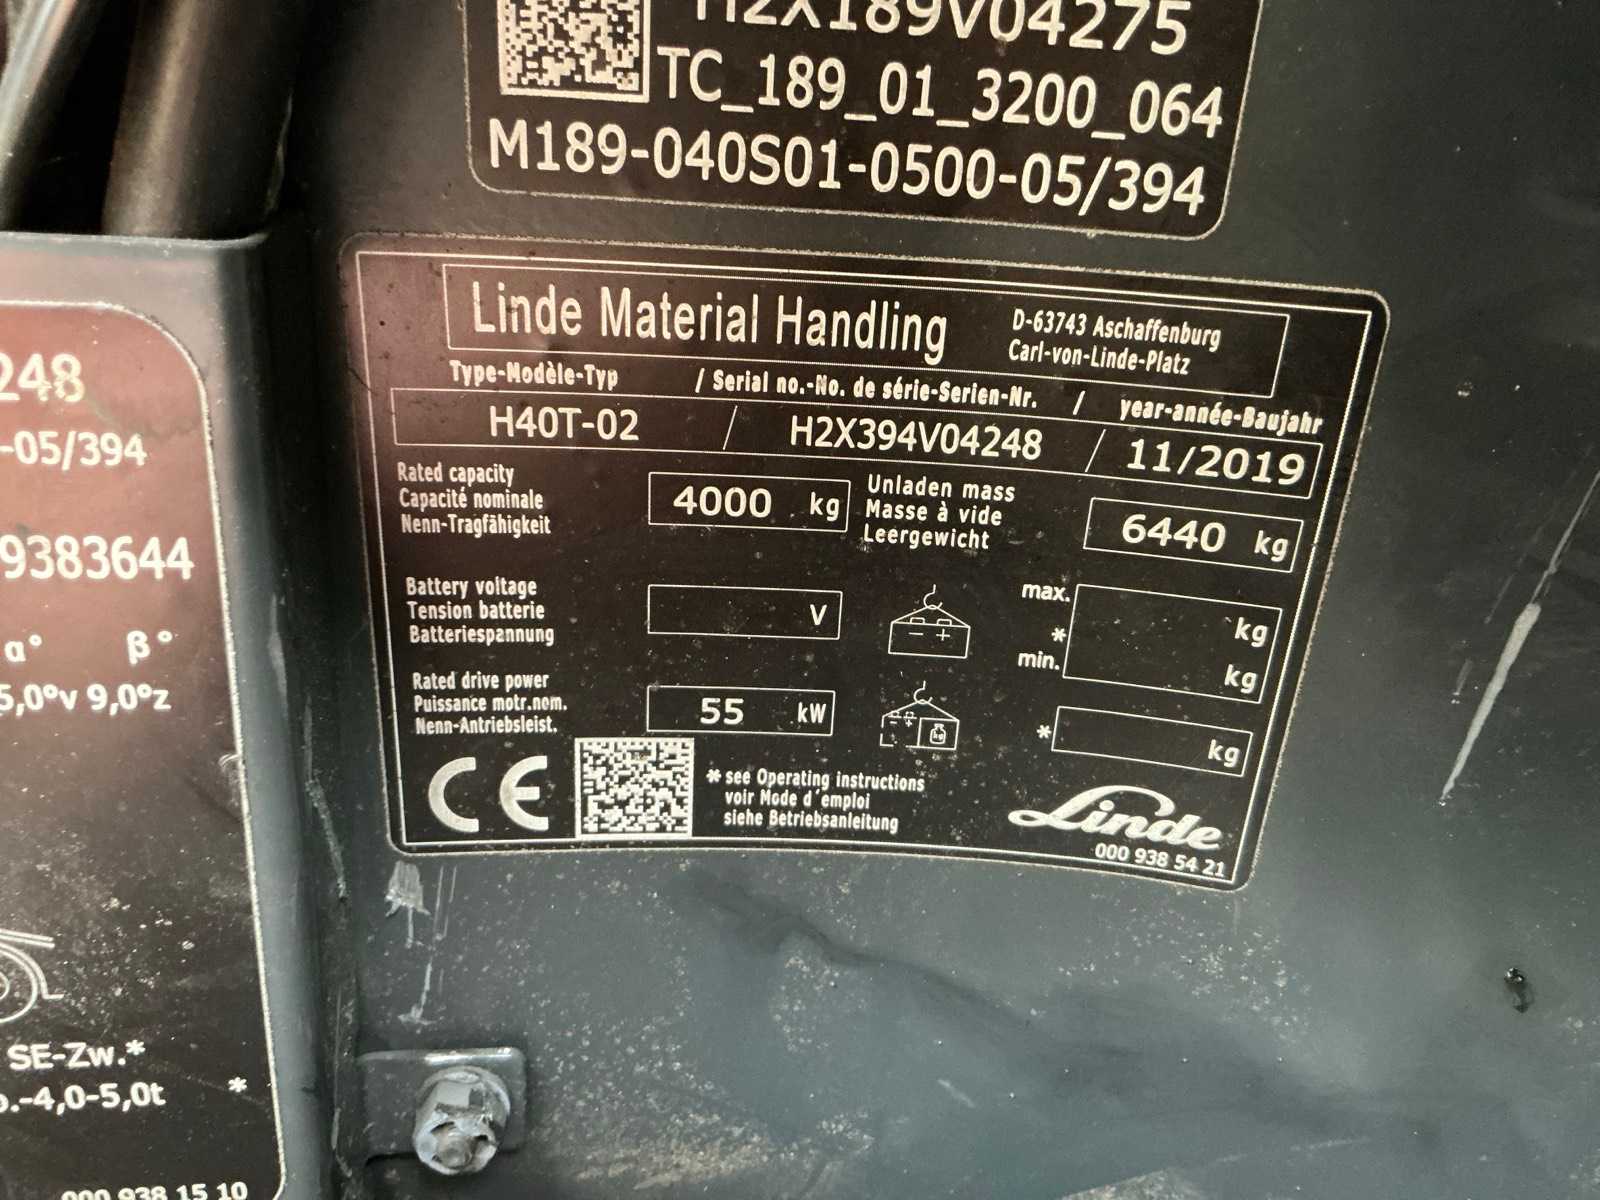 H2X189V04275
TC_189_01_3200_064
M189-040S01-0500-05/394
Linde Material Handling
D-63743 Aschaffenburg
Carl-von-Linde-Platz
Type-Modèle-Typ / Serial no.-No. de série-Serien-Nr. / year-année-Baujahr
H40T-02 / H2X394V04248 / 11/2019
Rated capacity
Capacité nominale
Nenn-Tragfähigkeit
4000 kg
Unladen mass
Masse à vide
Leergewicht
6440 kg
Battery voltage
Tension batterie
Batteriespannung
V
- +
max. kg
*
min. kg
Rated drive power
Puissance motr.nom.
Nenn-Antriebsleist.
55 kW
- +
kg
* kg
CE
* see Operating instructions
voir Mode d'emploi
siehe Betriebsanleitung
Linde
000 938 54 21
248
-05/394
9383644
α° β°
5,0°v 9,0°z
SE-Zw.*
.-4,0-5,0t *
000 938 15 10